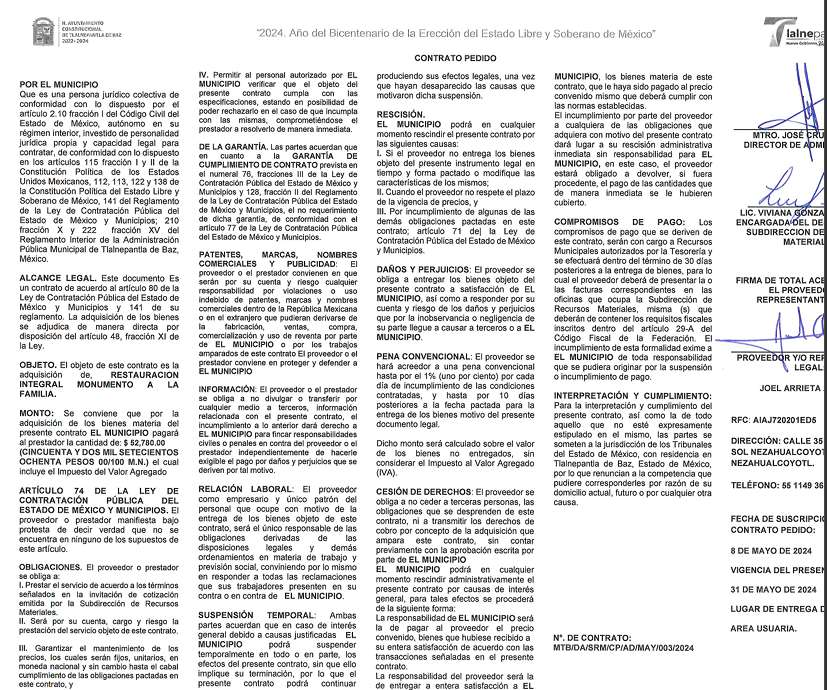 H. AYUNTAMIENTO
CONSTITUCIONAL
DE TLALNEPANTLA DE BAZ
2022-2024
"2024. Año del Bicentenario de la Erección del Estado Libre y Soberano de México"
Tlalnepa
Nuevo Gobierno,
CONTRATO PEDIDO
POR EL MUNICIPIO
Que es una persona jurídico colectiva de
conformidad con lo dispuesto por el
artículo 2.10 fracción I del Código Civil del
Estado de México, autónomo en su
régimen interior, investido de personalidad
jurídica propia y capacidad legal para
contratar, de conformidad con lo dispuesto
en los artículos 115 fracción I y II de la
Constitución Política de los Estados
Unidos Mexicanos, 112, 113, 122 y 138 de
la Constitución Política del Estado Libre y
Soberano de México, 141 del Reglamento
de la Ley de Contratación Pública del
Estado de México y Municipios; 210
fracción X y 222 fracción XV del
Reglamento Interior de la Administración
Pública Municipal de Tlalnepantla de Baz,
México.
ALCANCE LEGAL. Este documento Es
un contrato de acuerdo al artículo 80 de la
Ley de Contratación Pública del Estado de
México y Municipios y 141 de su
reglamento. La adquisición de los bienes
se adjudica de manera directa por
disposición del artículo 48, fracción XI de
la Ley.
OBJETO. El objeto de este contrato es la
adquisición de, RESTAURACION
INTEGRAL MONUMENTO A LA
FAMILIA.
MONTO: Se conviene que por la
adquisición de los bienes materia del
presente contrato EL MUNICIPIO pagará
al prestador la cantidad de: $ 52,780.00
(CINCUENTA Y DOS MIL SETECIENTOS
OCHENTA PESOS 00/100 M.N.) el cual
incluye el Impuesto del Valor Agregado
ARTÍCULO 74 DE LA LEY DE
CONTRATACIÓN PÚBLICA DEL
ESTADO DE MÉXICO Y MUNICIPIOS. El
proveedor o prestador manifiesta bajo
protesta de decir verdad que no se
encuentra en ninguno de los supuestos de
este artículo.
OBLIGACIONES. El proveedor o prestador
se obliga a:
I. Prestar el servicio de acuerdo a los términos
señalados en la invitación de cotización
emitida por la Subdirección de Recursos
Materiales.
II. Será por su cuenta, cargo y riesgo la
prestación del servicio objeto de este contrato.
III. Garantizar el mantenimiento de los
precios, los cuales serán fijos, unitarios, en
moneda nacional y sin cambio hasta el cabal
cumplimiento de las obligaciones pactadas en
este contrato, y
IV. Permitir al personal autorizado por EL
MUNICIPIO verificar que el objeto del
presente contrato cumpla con las
especificaciones, estando en posibilidad de
poder rechazarlo en el caso de que incumpla
con las mismas, comprometiéndose el
prestador a resolverlo de manera inmediata.
DE LA GARANTÍA. Las partes acuerdan que
en cuanto a la GARANTÍA DE
CUMPLIMIENTO DE CONTRATO prevista en
el numeral 76, fracciones III de la Ley de
Contratación Pública del Estado de México y
Municipios y 128, fracción II del Reglamento
de la Ley de Contratación Pública del Estado
de México y Municipios, el no requerimiento
de dicha garantía, de conformidad con el
artículo 77 de la Ley de Contratación Pública
del Estado de México y Municipios.
PATENTES, MARCAS, NOMBRES
COMERCIALES Y PUBLICIDAD: El
proveedor o prestador convienen en que
serán por su cuenta y riesgo cualquier
responsabilidad por violaciones o uso
indebido de patentes, marcas y nombres
comerciales dentro de la República Mexicana
o en el extranjero que pudieran derivarse de
la fabricación, ventas, compra,
comercialización y uso de reventa por parte
de EL MUNICIPIO o por los trabajos
amparados de este contrato El proveedor o el
prestador conviene en proteger y defender a
EL MUNICIPIO
INFORMACIÓN: El proveedor o el prestador
se obliga a no divulgar o transferir por
cualquier medio a terceros, información
relacionada con el presente contrato, el
incumplimiento a lo anterior dará derecho a
EL MUNICIPIO para fincar responsabilidades
civiles o penales en contra del proveedor o el
prestador independientemente de hacerle
exigible el pago por daños y perjuicios que se
deriven por tal motivo.
RELACIÓN LABORAL: El proveedor
como empresario y único patrón del
personal que ocupe con motivo de la
entrega de los bienes objeto de este
contrato, será el único responsable de las
obligaciones derivadas de las
disposiciones legales y demás
ordenamientos en materia de trabajo y
previsión social, conviniendo por lo mismo
en responder a todas las reclamaciones
que sus trabajadores presenten en su
contra o en contra de EL MUNICIPIO.
SUSPENSIÓN TEMPORAL: Ambas
partes acuerdan que en caso de interés
general debido a causas justificadas EL
MUNICIPIO podrá suspender
temporalmente en todo o en parte, los
efectos del presente contrato, sin que ello
implique su terminación, por lo que el
presente contrato podrá continuar
produciendo sus efectos legales, una vez
que hayan desaparecido las causas que
motivaron dicha suspensión.
RESCISIÓN.
EL MUNICIPIO podrá en cualquier
momento rescindir el presente contrato por
las siguientes causas:
I. Si el proveedor no entrega los bienes
objeto del presente instrumento legal en
tiempo y forma pactado o modifique las
características de los mismos;
II. Cuando el proveedor no respete el plazo
de la vigencia de precios, y
III. Por incumplimiento de algunas de las
demás obligaciones pactadas en este
contrato; artículo 71 de la Ley de
Contratación Pública del Estado de México
y Municipios.
DAÑOS Y PERJUICIOS: El proveedor se
obliga a entregar los bienes objeto del
presente contrato a satisfacción de EL
MUNICIPIO, así como a responder por su
cuenta y riesgo de los daños y perjuicios
que por la inobservancia o negligencia de
su parte llegue a causar a terceros o a EL
MUNICIPIO.
PENA CONVENCIONAL: El proveedor se
hará acreedor a una pena convencional
hasta por el 1% (uno por ciento) por cada
día de incumplimiento de las condiciones
contratadas, y hasta por 10 días
posteriores a la fecha pactada para la
entrega de los bienes motivo del presente
documento legal.
Dicho monto será calculado sobre el valor
de los bienes no entregados, sin
considerar el Impuesto al Valor Agregado
(IVA).
CESIÓN DE DERECHOS: El proveedor se
obliga a no ceder a terceras personas, las
obligaciones que se desprenden de este
contrato, ni a transmitir los derechos de
cobro por concepto de la adquisición que
ampara este contrato, sin contar
previamente con la aprobación escrita por
parte de EL MUNICIPIO
EL MUNICIPIO podrá en cualquier
momento rescindir administrativamente el
presente contrato por causas de interés
general, para tales efectos se procederá
de la siguiente forma:
La responsabilidad de EL MUNICIPIO será
la de pagar al proveedor el precio
convenido, bienes que hubiese recibido a
su entera satisfacción de acuerdo con las
transacciones señaladas en el presente
contrato.
La responsabilidad del proveedor será la
de entregar a entera satisfacción a EL
MUNICIPIO, los bienes materia de este
contrato, que le haya sido pagado al precio
convenido mismo que deberá cumplir con
las normas establecidas.
El incumplimiento por parte del proveedor
a cualquiera de las obligaciones que
adquiera con motivo del presente contrato
dará lugar a su rescisión administrativa
inmediata sin responsabilidad para EL
MUNICIPIO, en este caso, el proveedor
estará obligado a devolver, si fuera
procedente, el pago de las cantidades que
de manera inmediata se le hubieren
cubierto.
COMPROMISOS DE PAGO: Los
compromisos de pago que se deriven de
este contrato, serán con cargo a Recursos
Municipales autorizados por la Tesorería y
se efectuará dentro del término de 30 días
posteriores a la entrega de bienes, para lo
cual el proveedor deberá de presentar la o
las facturas correspondientes en las
oficinas que ocupa la Subdirección de
Recursos Materiales, misma (s) que
deberán de contener los requisitos fiscales
inscritos dentro del artículo 29-A del
Código Fiscal de la Federación. El
incumplimiento de esta formalidad exime a
EL MUNICIPIO de toda responsabilidad
que se pudiera originar por la suspensión
o incumplimiento de pago.
INTERPRETACIÓN Y CUMPLIMIENTO:
Para la interpretación y cumplimiento del
presente contrato, así como la de todo
aquello que no esté expresamente
estipulado en el mismo, las partes se
someten a la jurisdicción de los Tribunales
del Estado de México, con residencia en
Tlalnepantla de Baz, Estado de México,
por lo que renuncian a la competencia que
pudiere corresponderles por razón de su
domicilio actual, futuro o por cualquier otra
causa.
N°. DE CONTRATO:
MTB/DA/SRM/CP/AD/MAY/003/2024
MTRO. JOSÉ CRU
DIRECTOR DE ADMI
LIC. VIVIANA GONZA
ENCARGADA DEL DE
SUBDIRECCION DE
MATERIAL
FIRMA DE TOTAL ACE
EL PROVEED
REPRESENTANT
PROVEEDOR Y/O REP
LEGAL:
JOEL ARRIETA
RFC: AIAJ720201ED5
DIRECCIÓN: CALLE 35
SOL NEZAHUALCOYOT
NEZAHUALCOYOTL.
TELÉFONO: 55 1149 36
FECHA DE SUSCRIPCIÓ
CONTRATO PEDIDO:
8 DE MAYO DE 2024
VIGENCIA DEL PRESEN
31 DE MAYO DE 2024
LUGAR DE ENTREGA D
AREA USUARIA.